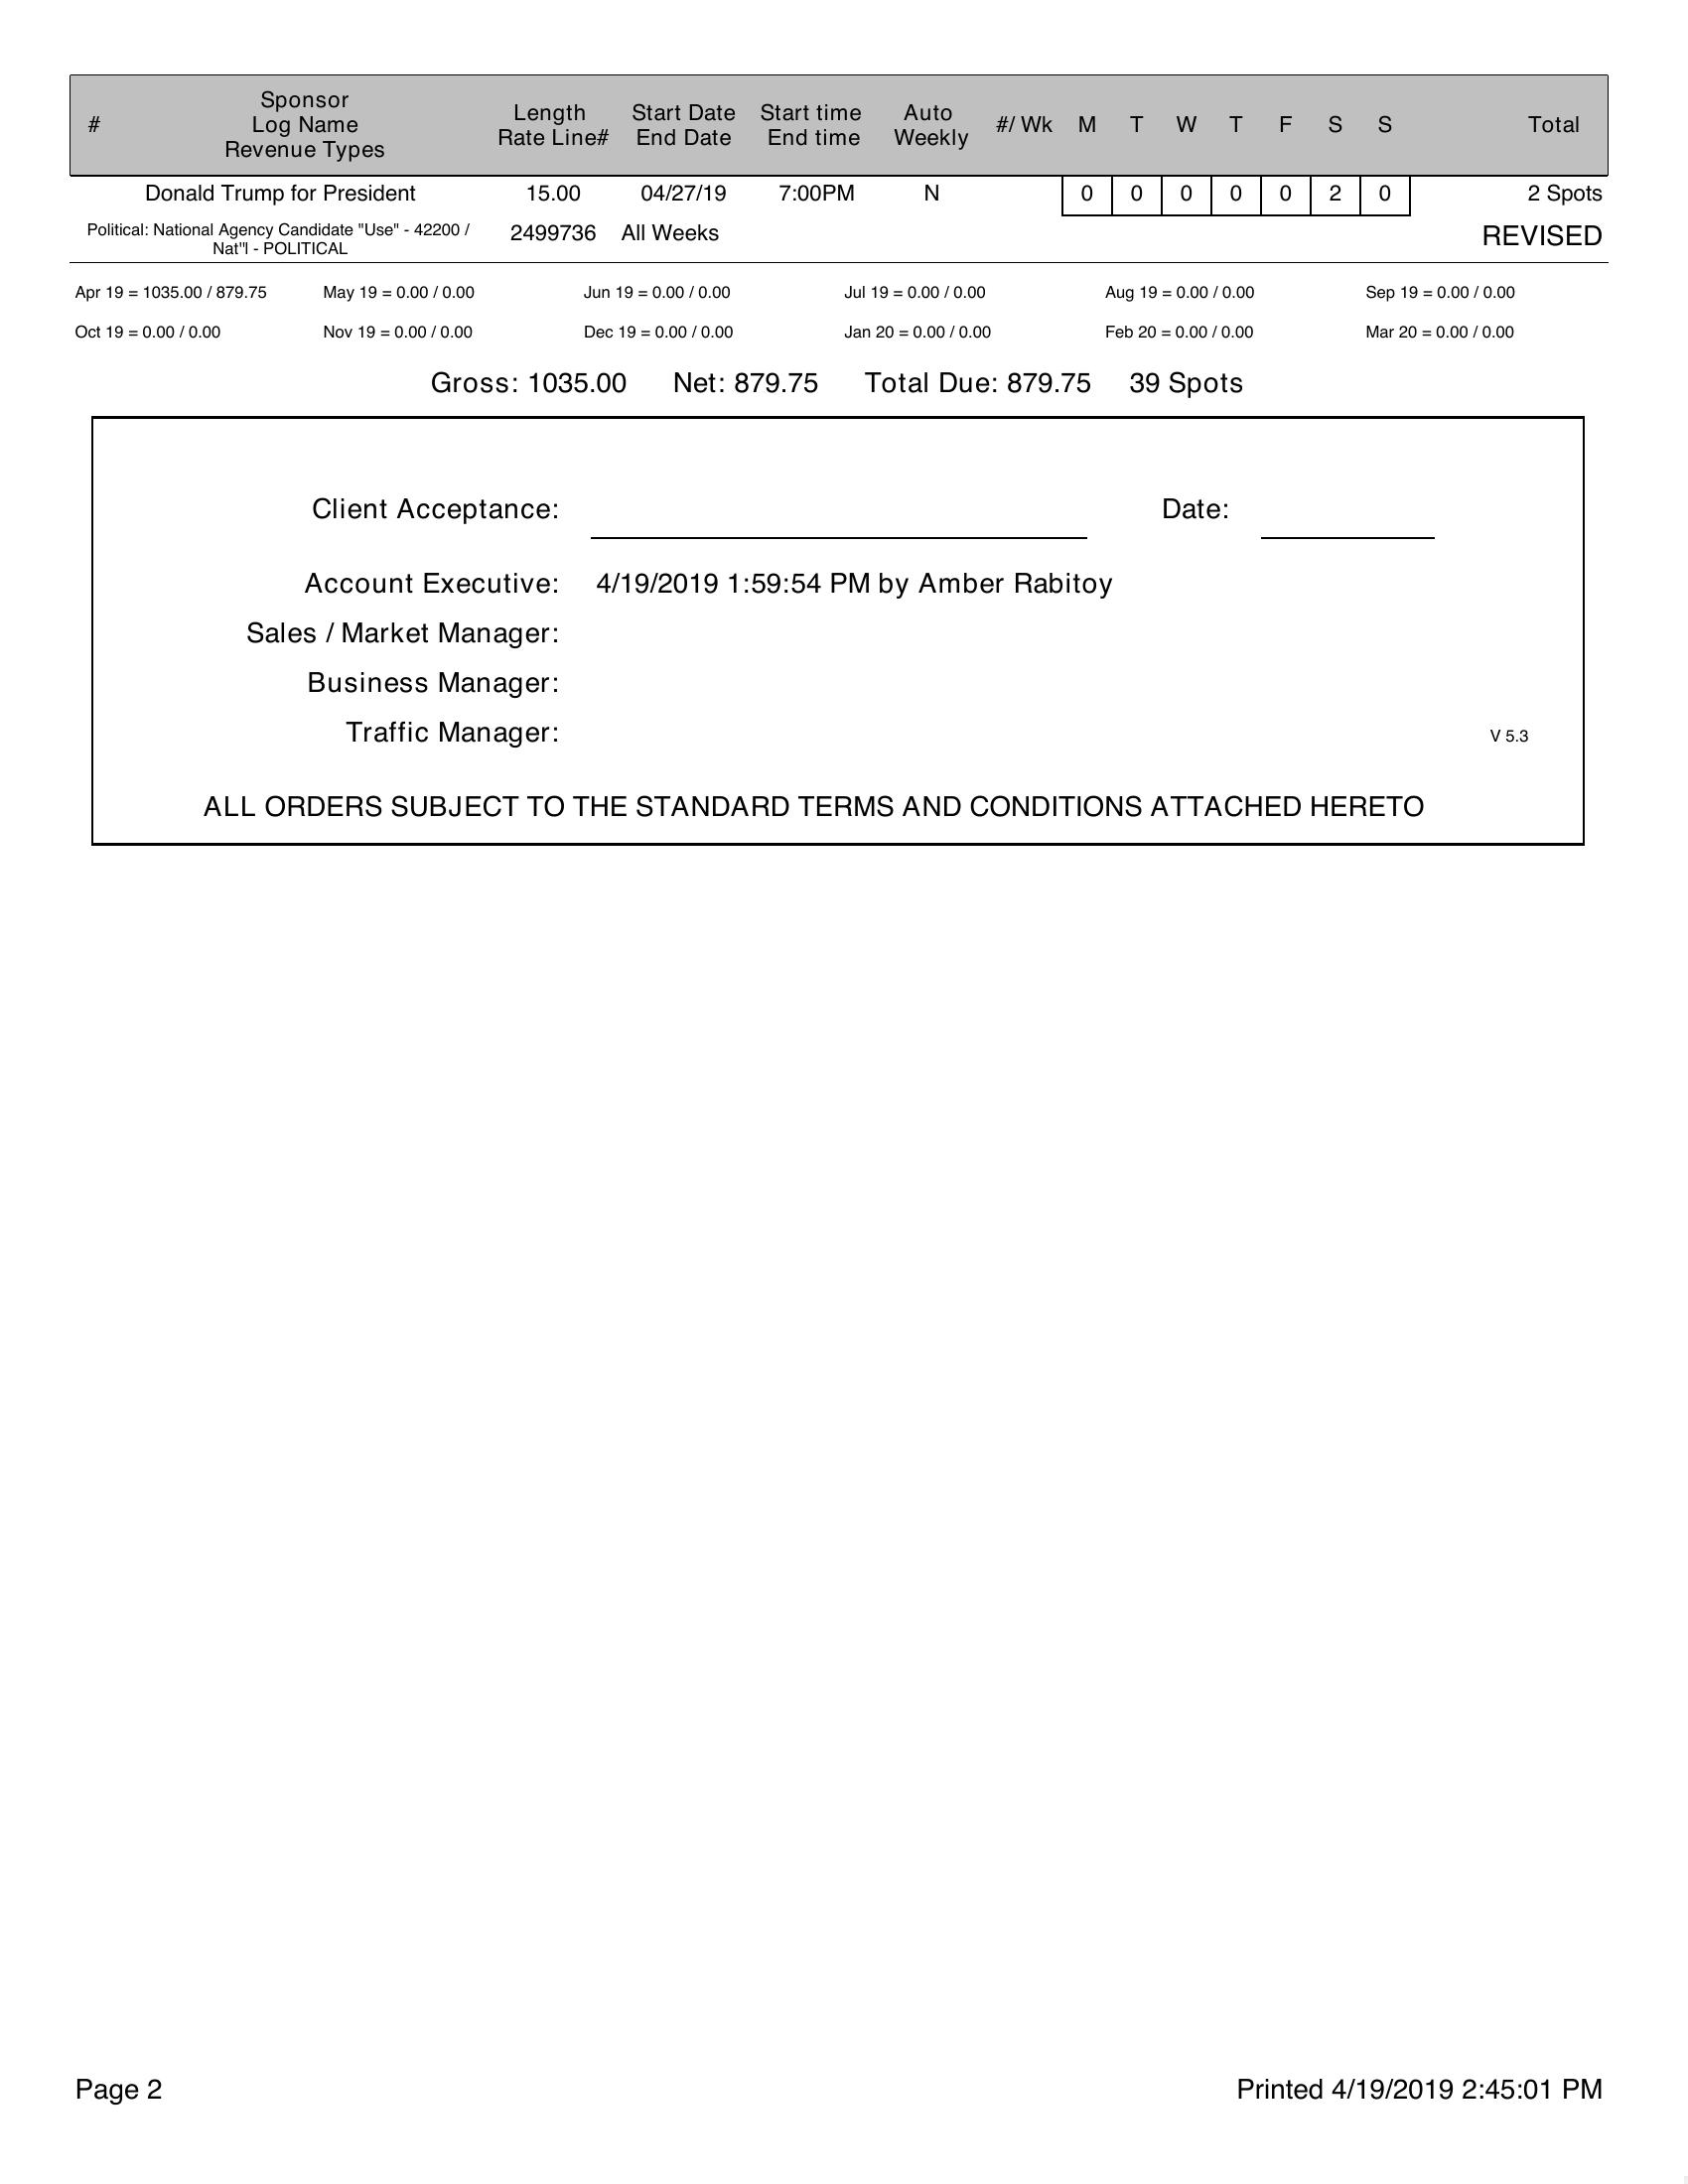 # Sponsor Log Name Revenue Types Length Rate Line# Start Date End Date Start time End time Auto Weekly #/ Wk M T W T F S S Total
Donald Trump for President 15.00 04/27/19 7:00PM N 0 0 0 0 0 2 0 2 Spots
Political: National Agency Candidate "Use" - 42200 / 2499736 All Weeks REVISED
Nat"l - POLITICAL
Apr 19 = 1035.00 / 879.75 May 19 = 0.00 / 0.00 Jun 19 = 0.00 / 0.00 Jul 19 = 0.00 / 0.00 Aug 19 = 0.00 / 0.00 Sep 19 = 0.00 / 0.00
Oct 19 = 0.00 / 0.00 Nov 19 = 0.00 / 0.00 Dec 19 = 0.00 / 0.00 Jan 20 = 0.00 / 0.00 Feb 20 = 0.00 / 0.00 Mar 20 = 0.00 / 0.00
Gross: 1035.00 Net: 879.75 Total Due: 879.75 39 Spots
Client Acceptance: Date:
Account Executive: 4/19/2019 1:59:54 PM by Amber Rabitoy
Sales / Market Manager:
Business Manager:
Traffic Manager: V 5.3
ALL ORDERS SUBJECT TO THE STANDARD TERMS AND CONDITIONS ATTACHED HERETO
Page 2 Printed 4/19/2019 2:45:01 PM